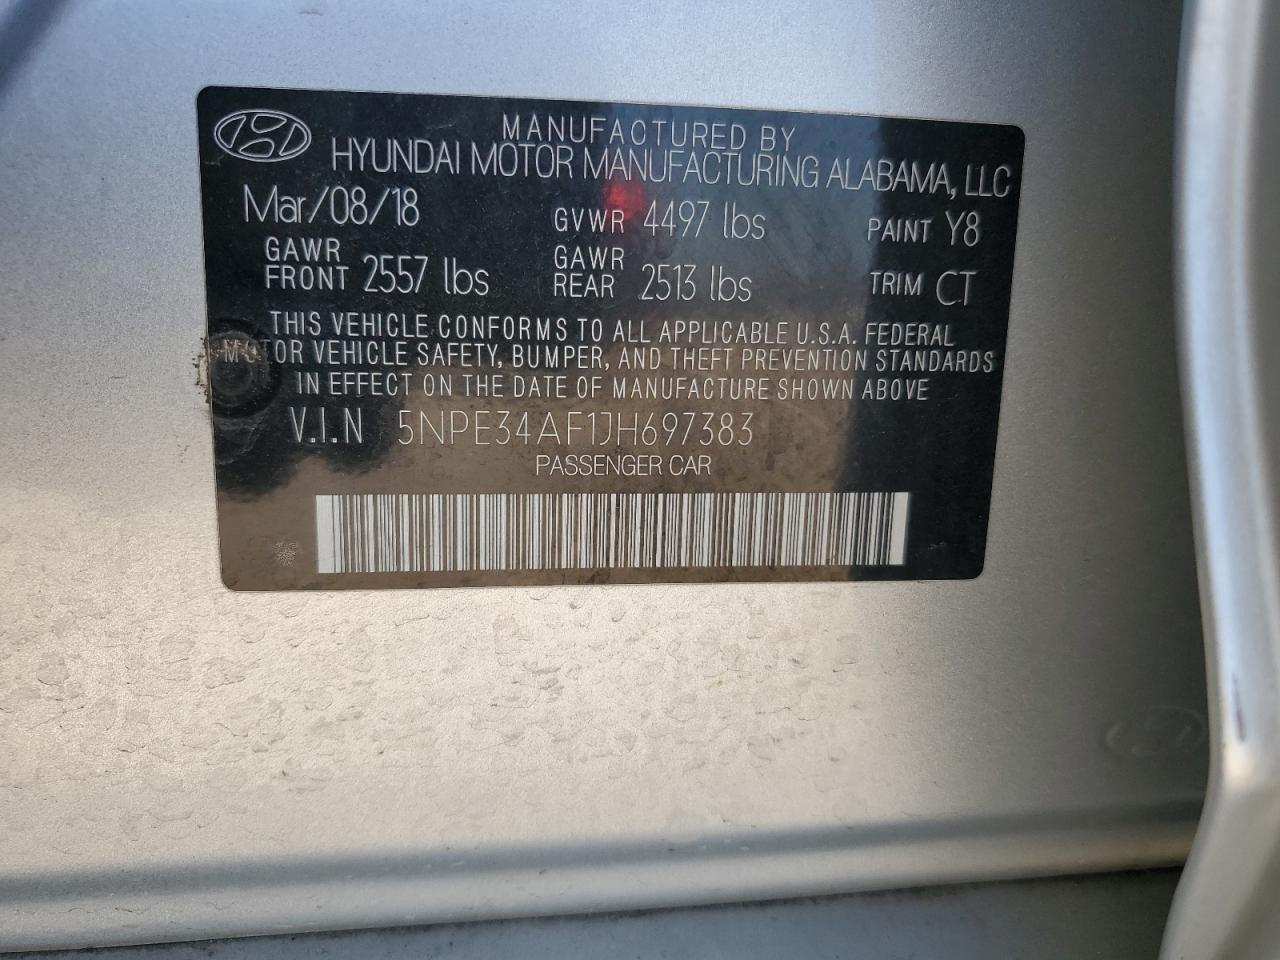 MANUFACTURED BY
HYUNDAI MOTOR MANUFACTURING ALABAMA, LLC
Mar/08/18 GVWR 4497 lbs PAINT Y8
GAWR FRONT 2557 lbs GAWR REAR 2513 lbs TRIM CT
THIS VEHICLE CONFORMS TO ALL APPLICABLE U.S.A. FEDERAL
MOTOR VEHICLE SAFETY, BUMPER, AND THEFT PREVENTION STANDARDS
IN EFFECT ON THE DATE OF MANUFACTURE SHOWN ABOVE
V.I.N 5NPE34AF1JH697383
PASSENGER CAR